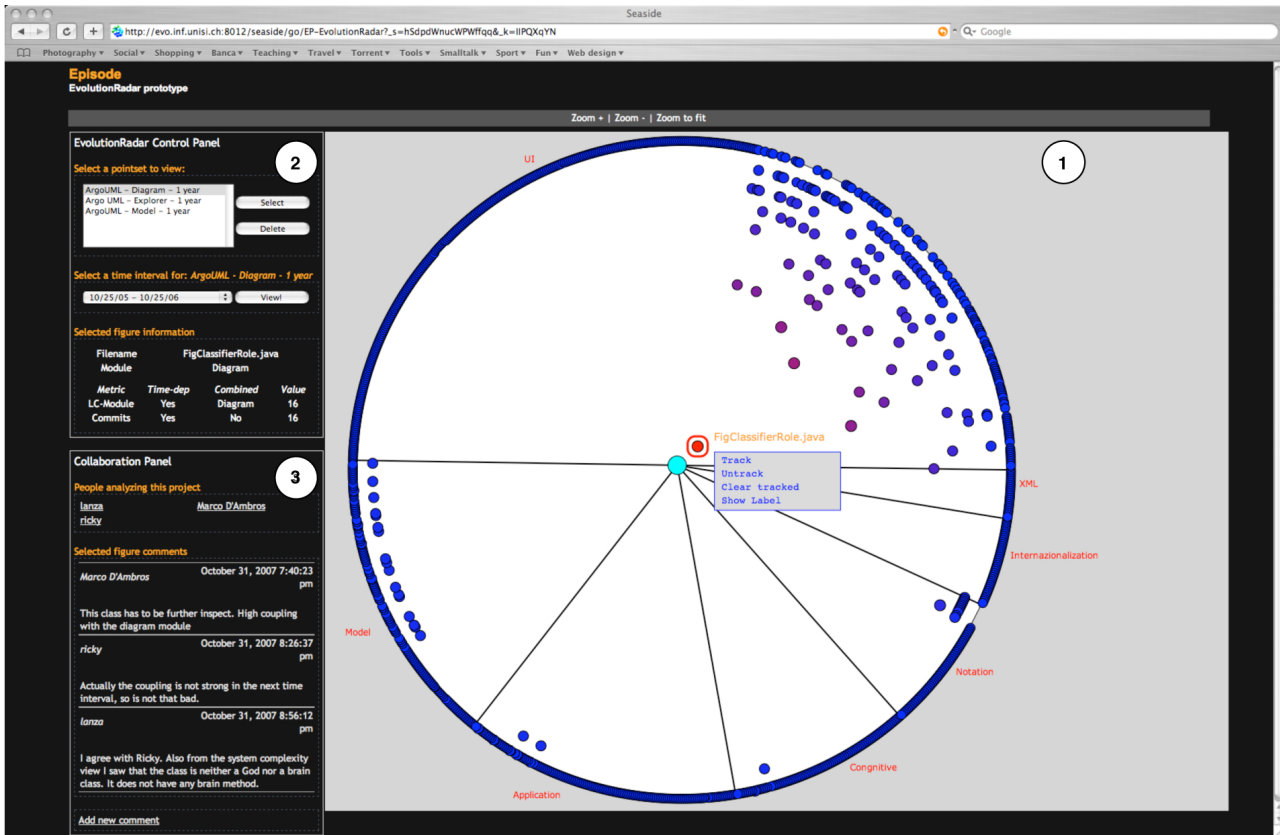 Seaside
http://evo.inf.unisi.ch:8012/seaside/go/EP-EvolutionRadar?_s=hSdpdWnucWPWffqq&_k=IIPQXqYN
Google
Photography Social Shopping Banca Teaching Travel Torrent Tools Smalltalk Sport Fun Web design
Episode
EvolutionRadar prototype
Zoom + | Zoom - | Zoom to fit
EvolutionRadar Control Panel
2
Select a pointset to view:
ArgoUML - Diagram - 1 year
Argo UML - Explorer - 1 year
ArgoUML - Model - 1 year
Select
Delete
Select a time interval for: ArgoUML - Diagram - 1 year
10/25/05 - 10/25/06
View!
Selected figure information
Filename FigClassifierRole.java
Module Diagram
Metric Time-dep Combined Value
LC-Module Yes Diagram 16
Commits Yes No 16
Collaboration Panel
3
People analyzing this project
lanza Marco D'Ambros
ricky
Selected figure comments
Marco D'Ambros October 31, 2007 7:40:23
pm
This class has to be further inspect. High coupling
with the diagram module
ricky October 31, 2007 8:26:37
pm
Actually the coupling is not strong in the next time
interval, so is not that bad.
lanza October 31, 2007 8:56:12
pm
I agree with Ricky. Also from the system complexity
view I saw that the class is neither a God nor a brain
class. It does not have any brain method.
Add new comment
1
UI
FigClassifierRole.java
Track
Untrack
Clear tracked
Show Label
XML
Internazionalization
Notation
Congnitive
Application
Model